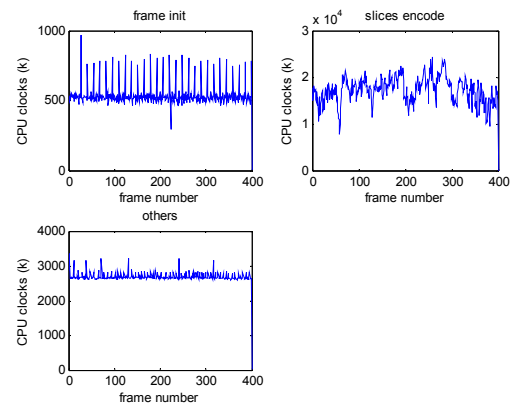 frame init
1000
500
0
CPU clocks (k)
0 100 200 300 400
frame number
slices encode
x 10^4
3
2
1
0
CPU clocks (k)
0 100 200 300 400
frame number
others
4000
3000
2000
1000
0
CPU clocks (k)
0 100 200 300 400
frame number